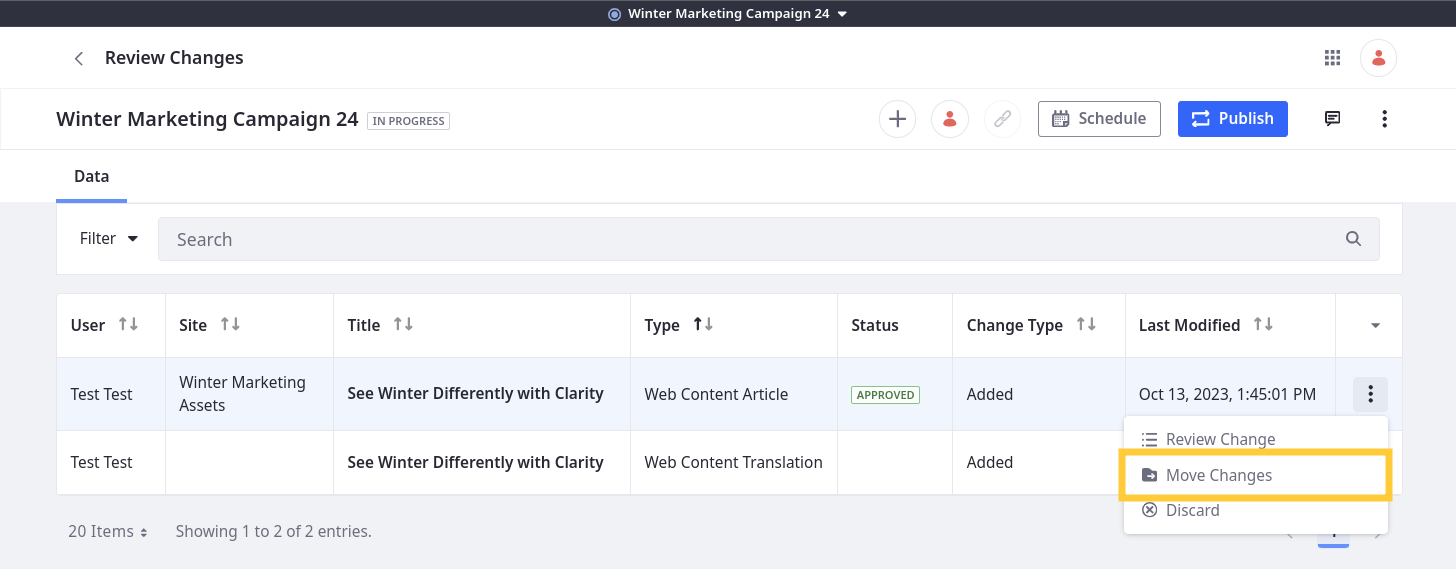 Winter Marketing Campaign 24
Review Changes
Winter Marketing Campaign 24 IN PROGRESS
Schedule Publish
Data
Filter Search
User Site Title Type Status Change Type Last Modified
Test Test Winter Marketing Assets See Winter Differently with Clarity Web Content Article APPROVED Added Oct 13, 2023, 1:45:01 PM
Test Test See Winter Differently with Clarity Web Content Translation Added
Review Change
Move Changes
Discard
20 Items Showing 1 to 2 of 2 entries.